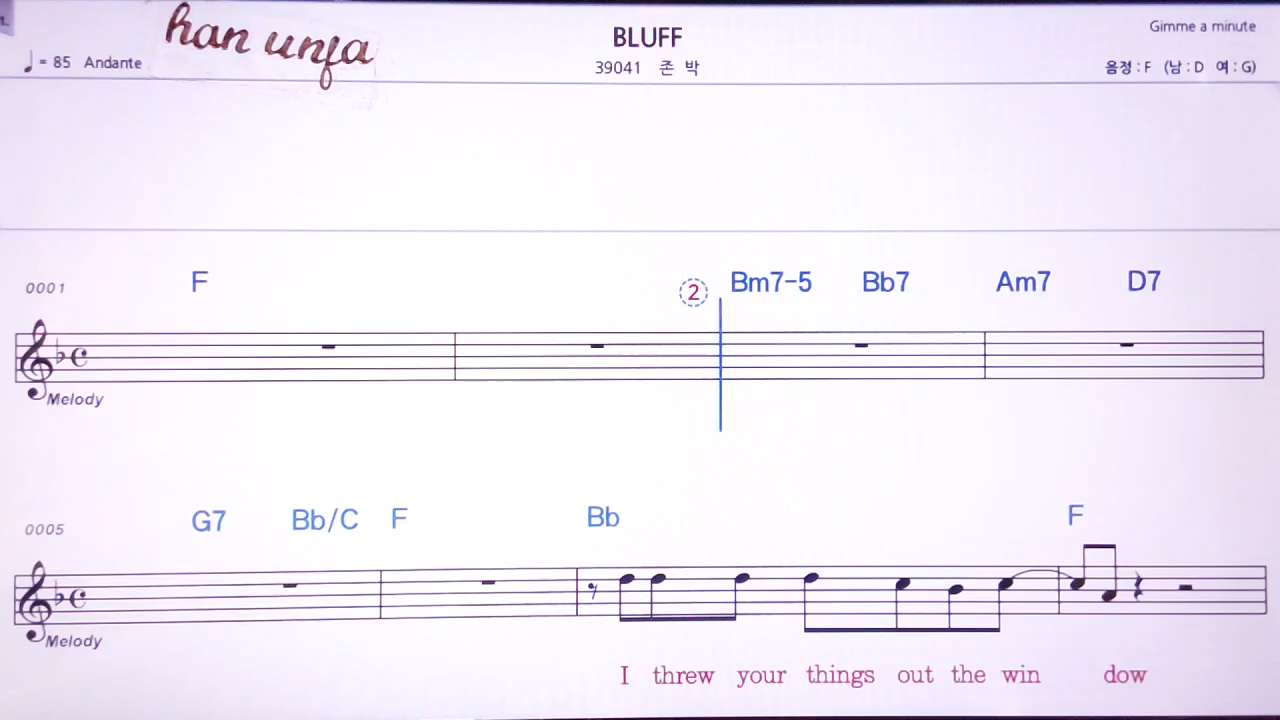 han unfa
BLUFF
Gimme a minute
♩ = 85 Andante
39041 존 박
음정 : F (남 : D 여 : G)
0001
F
2
Bm7-5 Bb7 Am7 D7
Melody
0005
G7 Bb/C F Bb F
Melody
I threw your things out the win dow